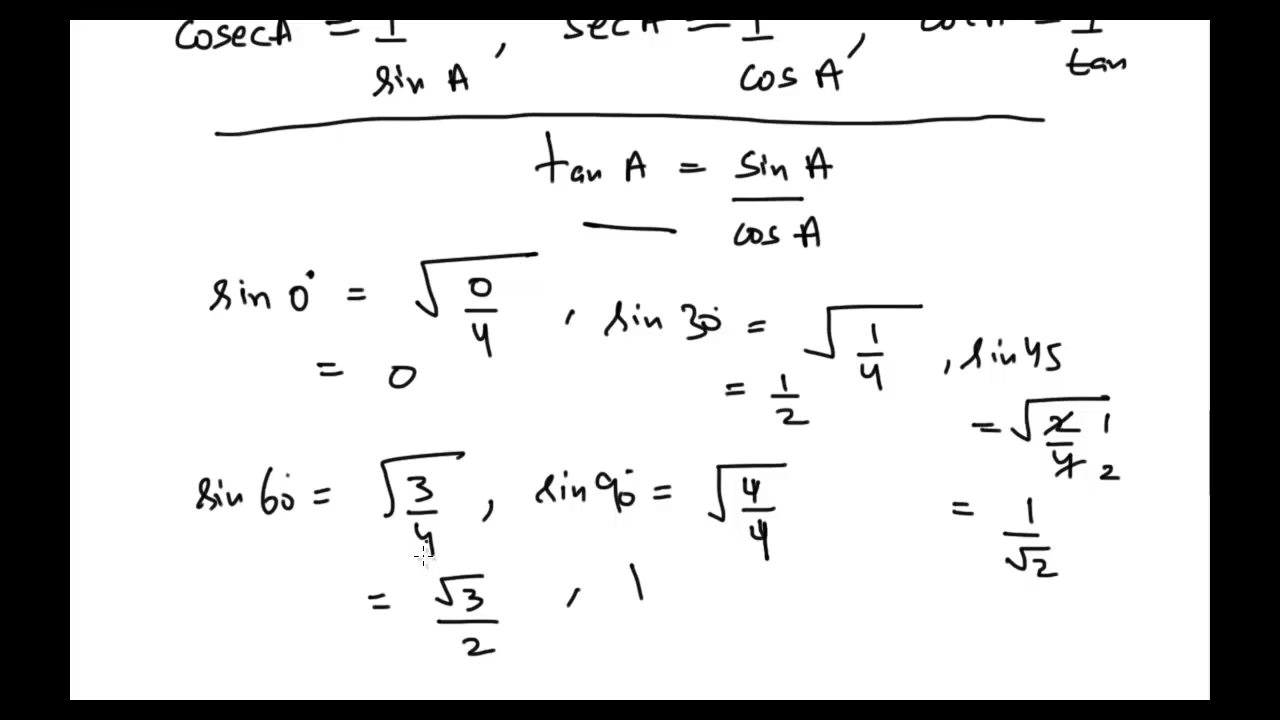 cosecA = 1/sin A, secA = 1/cos A, = 1/tan
tan A = sin A/cos A
sin 0° = √(0/4), sin 30° = √(1/4), sin 45
= 0 = 1/2 = √(2/4) 1/2
sin 60° = √(3/4), sin 90° = √(4/4) = 1/√2
= √3/2, 1